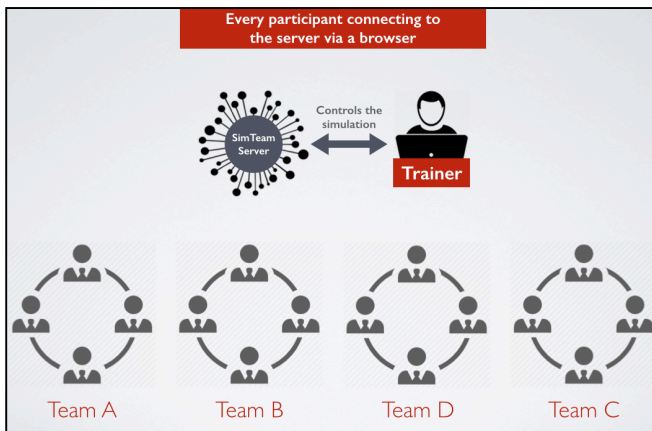 Every participant connecting to
the server via a browser
Controls the
simulation
SimTeam
Server
Trainer
Team A
Team B
Team D
Team C